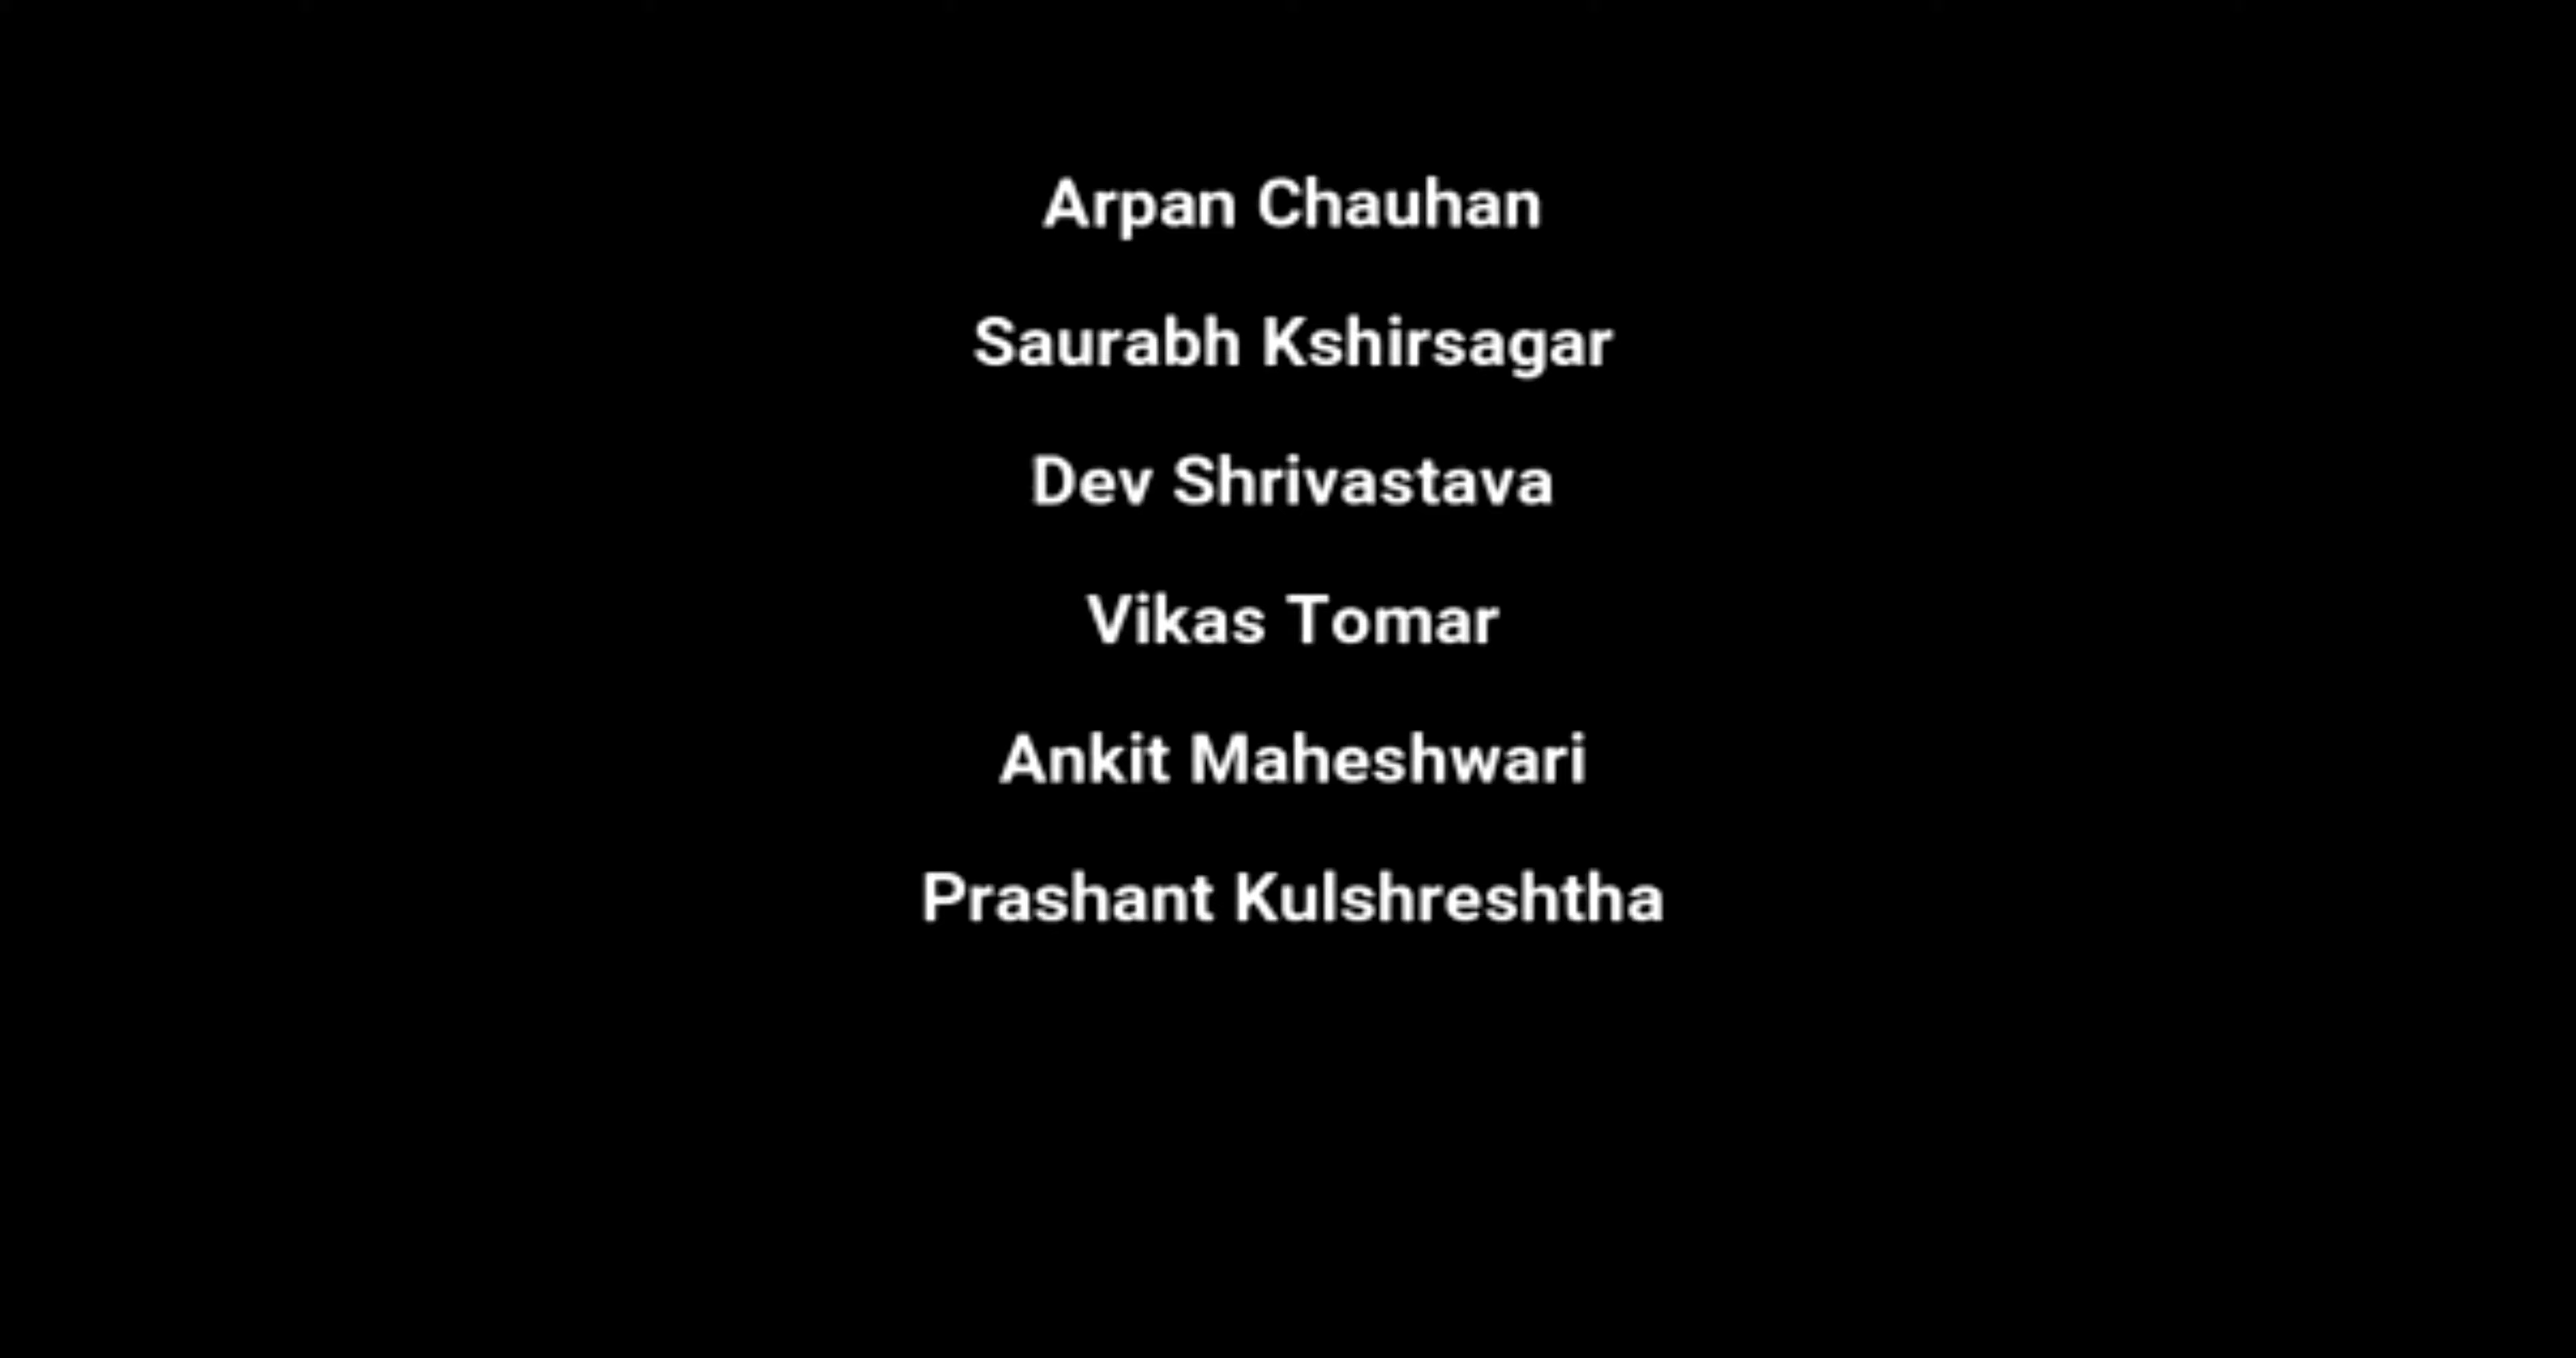 Arpan Chauhan
Saurabh Kshirsagar
Dev Shrivastava
Vikas Tomar
Ankit Maheshwari
Prashant Kulshreshtha